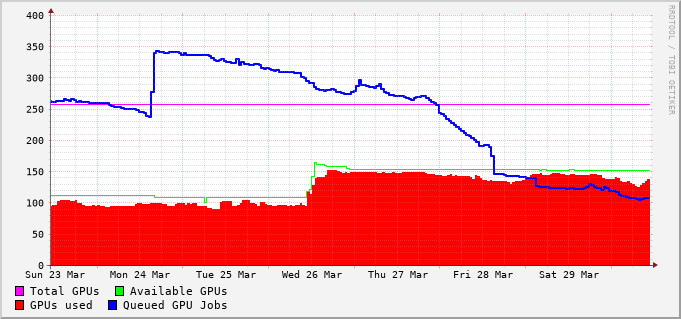 RRDTOOL / TOBI OETIKER
400
350
300
250
200
150
100
50
0
Sun 23 Mar Mon 24 Mar Tue 25 Mar Wed 26 Mar Thu 27 Mar Fri 28 Mar Sat 29 Mar
Total GPUs Available GPUs
GPUs used Queued GPU Jobs